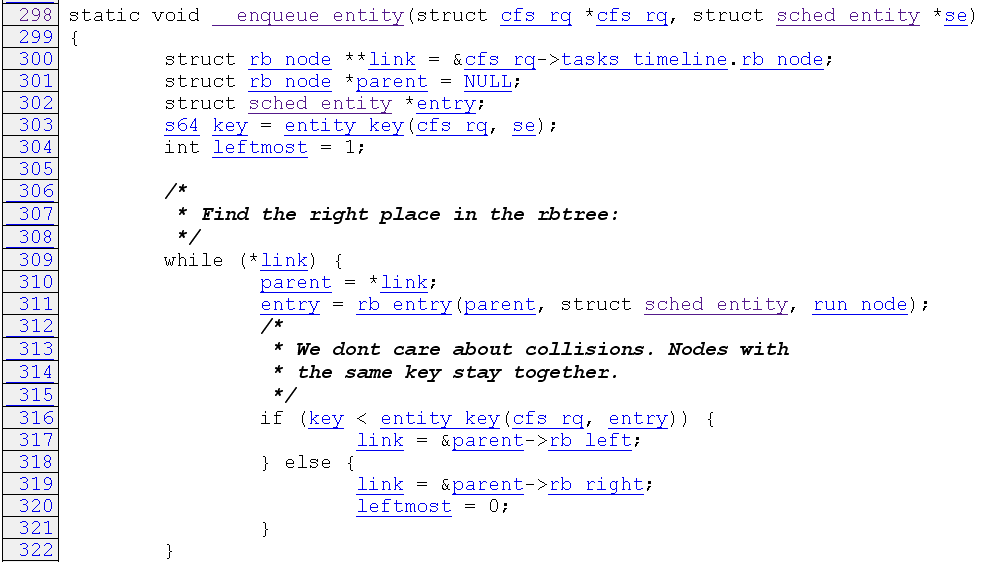 298 static void __enqueue_entity(struct cfs_rq *cfs_rq, struct sched_entity *se)
299 {
300         struct rb_node **link = &cfs_rq->tasks_timeline.rb_node;
301         struct rb_node *parent = NULL;
302         struct sched_entity *entry;
303         s64 key = entity_key(cfs_rq, se);
304         int leftmost = 1;
305
306         /*
307          * Find the right place in the rbtree:
308          */
309         while (*link) {
310                 parent = *link;
311                 entry = rb_entry(parent, struct sched_entity, run_node);
312                 /*
313                  * We dont care about collisions. Nodes with
314                  * the same key stay together.
315                  */
316                 if (key < entity_key(cfs_rq, entry)) {
317                         link = &parent->rb_left;
318                 } else {
319                         link = &parent->rb_right;
320                         leftmost = 0;
321                 }
322         }